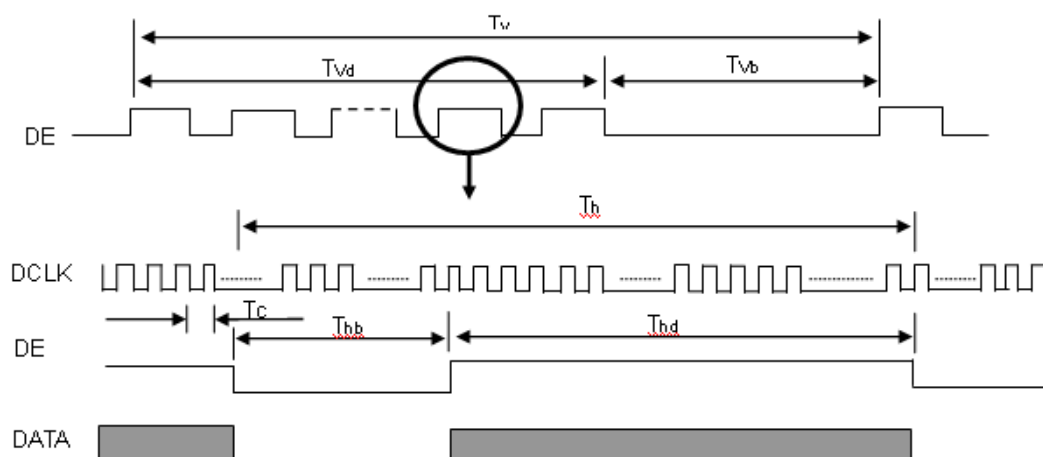 Tv
Tvd
Tvb
DE
Th
DCLK
Tc
Thb
Thd
DE
DATA